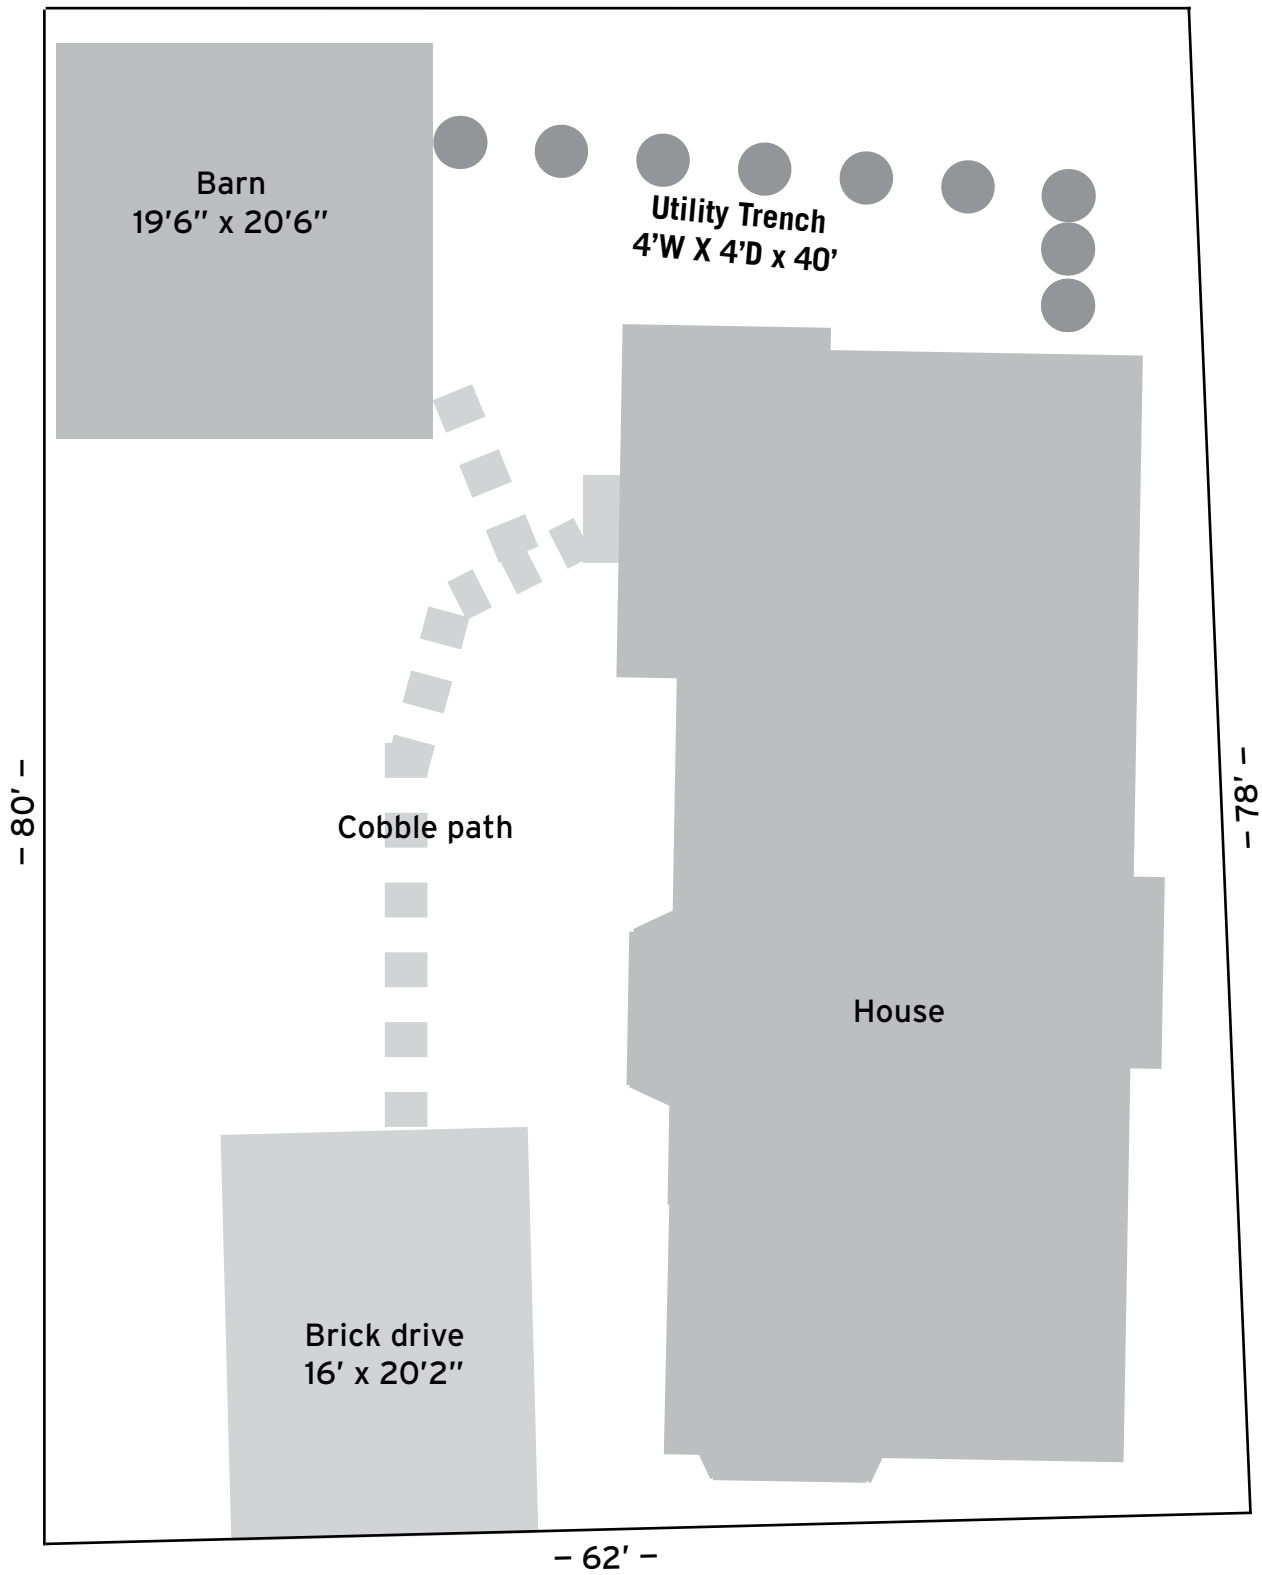 Barn
19'6" x 20'6"
Utility Trench
4'W X 4'D x 40'
– 80' –
– 78' –
Cobble path
House
Brick drive
16' x 20'2"
– 62' –